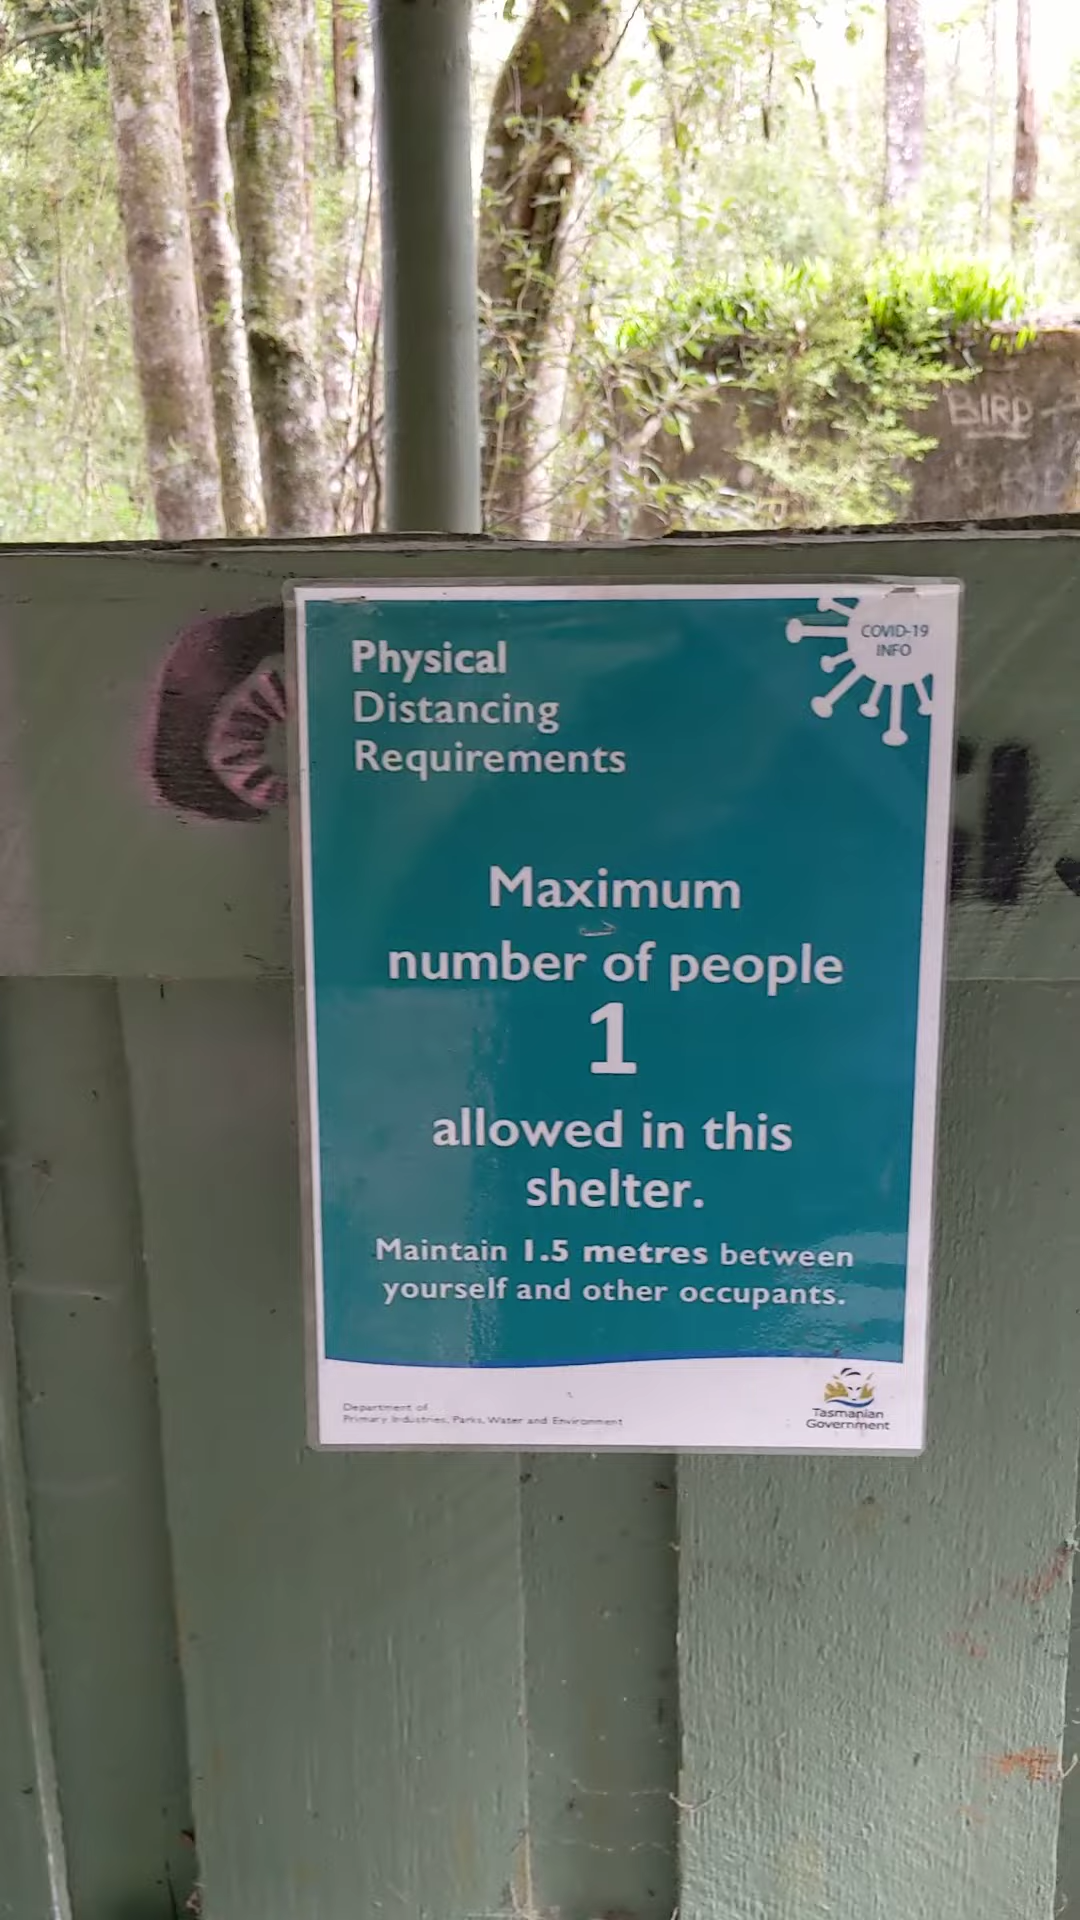 BIRD
COVID-19
INFO
Physical
Distancing
Requirements
Maximum
number of people
1
allowed in this
shelter.
Maintain 1.5 metres between
yourself and other occupants.
Department of
Primary Industries, Parks, Water and Environment
Tasmanian
Government